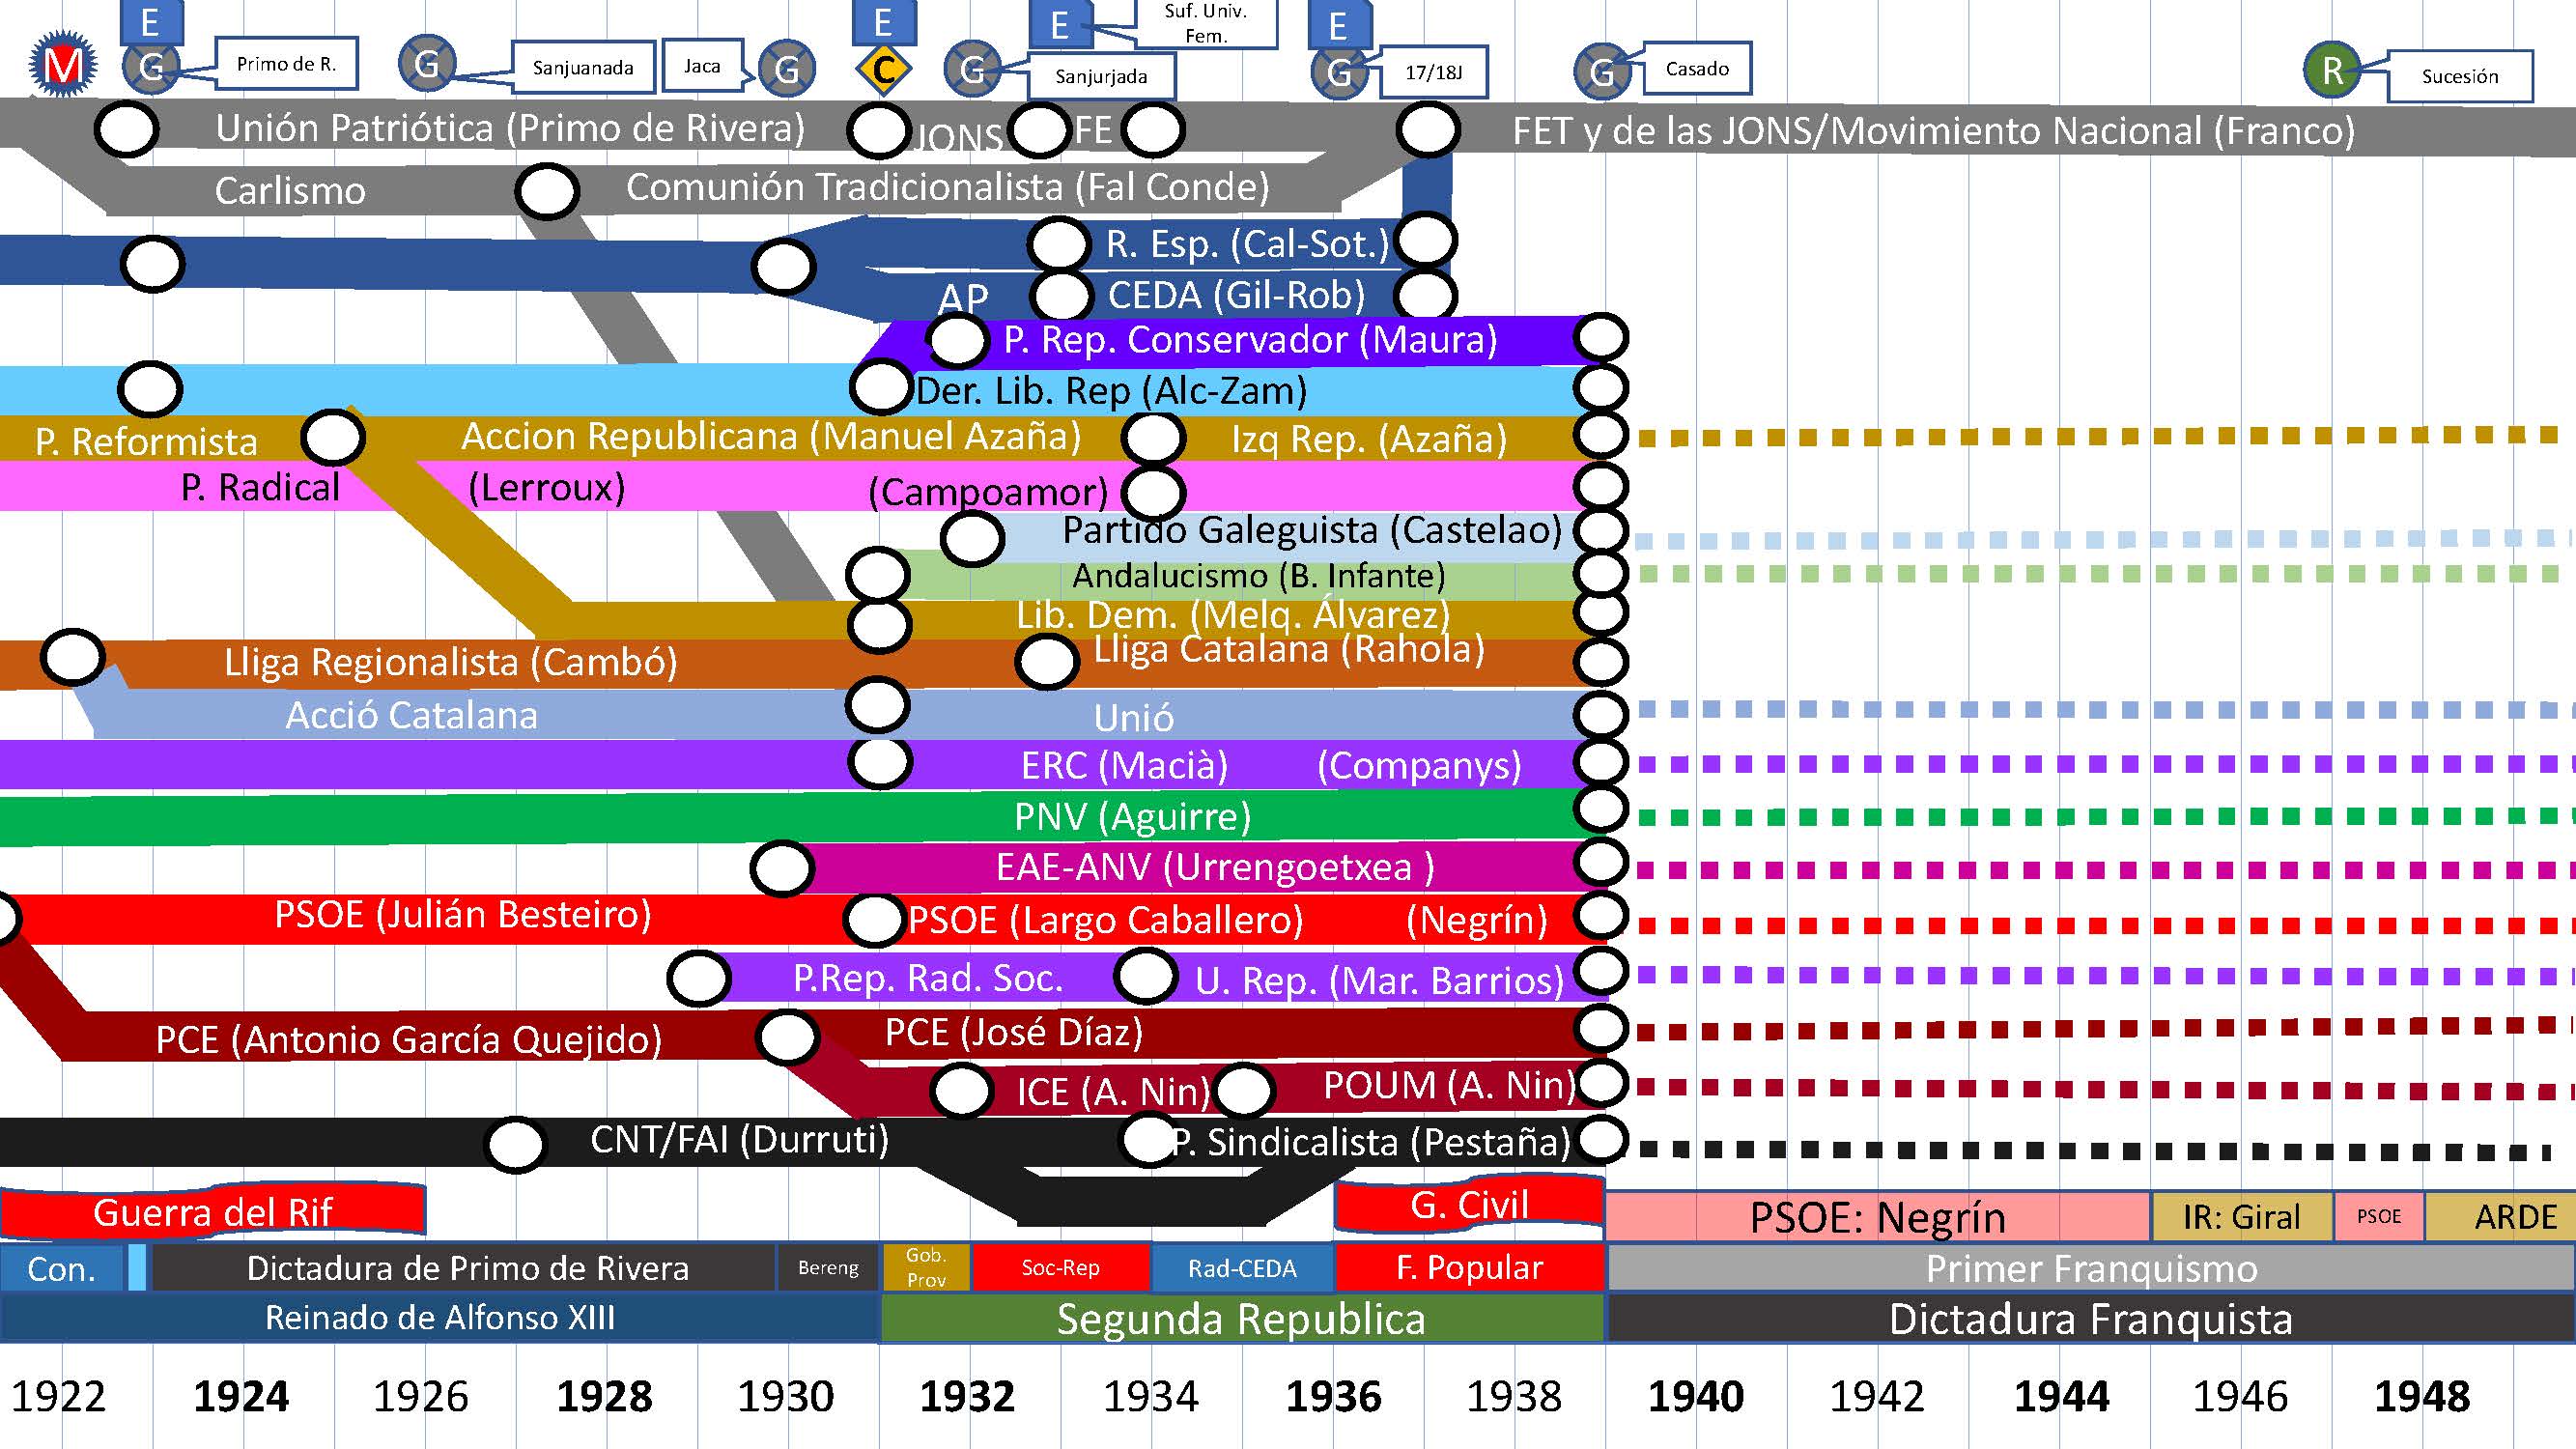 E
E
E
Suf. Univ.
Fem.
E
M
G
Primo de R.
G
Sanjuanada
Jaca
G
C
G
Sanjurjada
G
17/18J
G
Casado
R
Sucesión
Unión Patriótica (Primo de Rivera)
JONS
FE
FET y de las JONS/Movimiento Nacional (Franco)
Carlismo
Comunión Tradicionalista (Fal Conde)
R. Esp. (Cal-Sot.)
AP
CEDA (Gil-Rob)
P. Rep. Conservador (Maura)
Der. Lib. Rep (Alc-Zam)
P. Reformista
Accion Republicana (Manuel Azaña)
Izq Rep. (Azaña)
P. Radical
(Lerroux)
(Campoamor)
Partido Galeguista (Castelao)
Andalucismo (B. Infante)
Lib. Dem. (Melq. Álvarez)
Lliga Regionalista (Cambó)
Lliga Catalana (Rahola)
Acció Catalana
Unió
ERC (Macià)
(Companys)
PNV (Aguirre)
EAE-ANV (Urrengoetxea )
PSOE (Julián Besteiro)
PSOE (Largo Caballero)
(Negrín)
P.Rep. Rad. Soc.
U. Rep. (Mar. Barrios)
PCE (Antonio García Quejido)
PCE (José Díaz)
ICE (A. Nin)
POUM (A. Nin)
CNT/FAI (Durruti)
P. Sindicalista (Pestaña)
Guerra del Rif
G. Civil
PSOE: Negrín
IR: Giral
PSOE
ARDE
Con.
Dictadura de Primo de Rivera
Bereng
Gob.
Prov
Soc-Rep
Rad-CEDA
F. Popular
Primer Franquismo
Reinado de Alfonso XIII
Segunda Republica
Dictadura Franquista
1922
1924
1926
1928
1930
1932
1934
1936
1938
1940
1942
1944
1946
1948